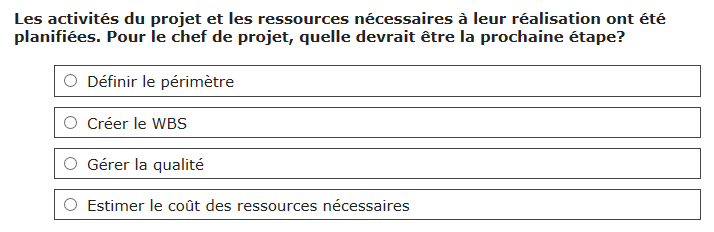 Les activités du projet et les ressources nécessaires à leur réalisation ont été
planifiées. Pour le chef de projet, quelle devrait être la prochaine étape?
Définir le périmètre
Créer le WBS
Gérer la qualité
Estimer le coût des ressources nécessaires